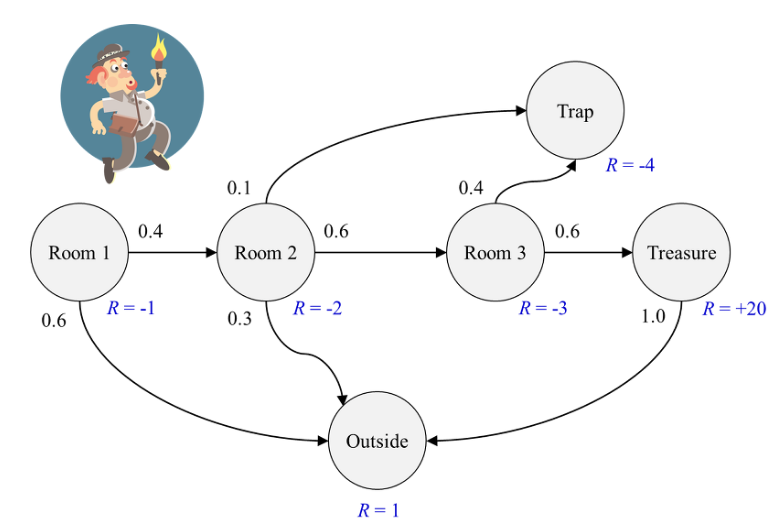 Trap
R = -4
0.1
0.4
Room 1
0.4
Room 2
0.6
Room 3
0.6
Treasure
R = -1
R = -2
R = -3
R = +20
0.6
0.3
1.0
Outside
R = 1